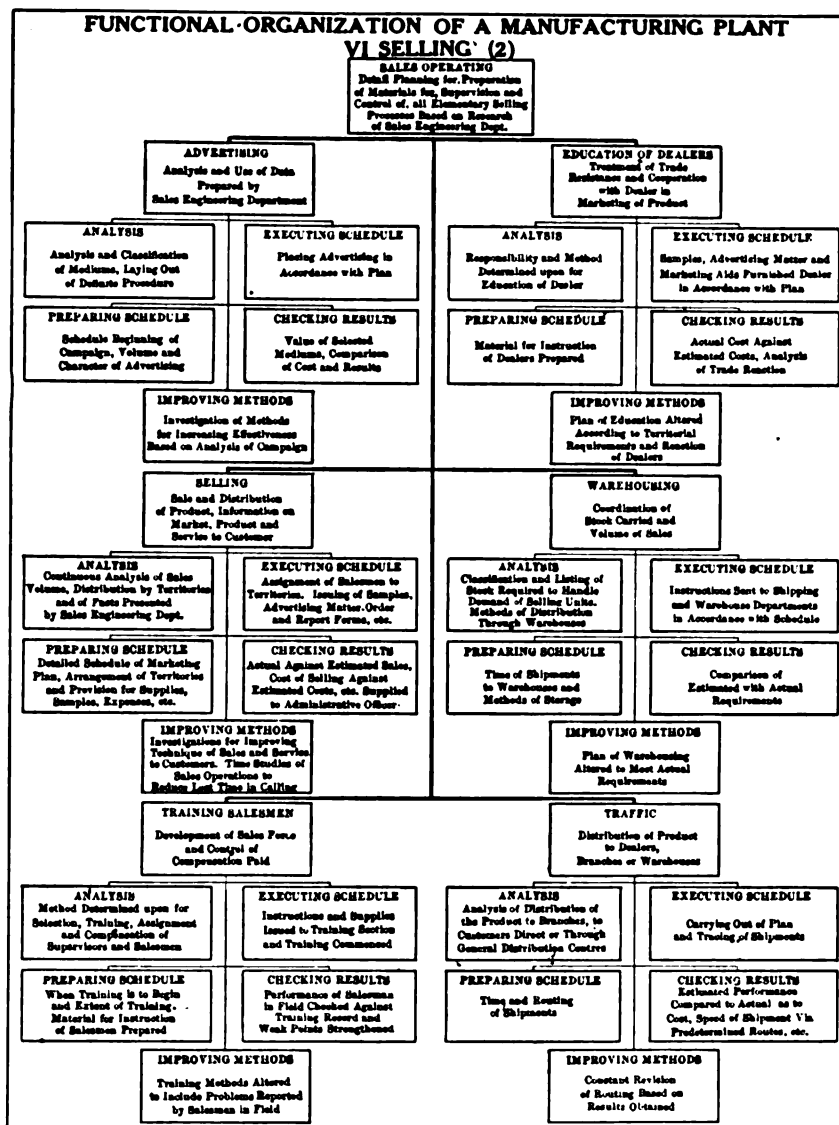 FUNCTIONAL·ORGANIZATION OF A MANUFACTURING PLANT
VI SELLING (2)
SALES OPERATING
Detail Planning for, Preparation
of Materials for, Supervision and
Control of, all Elementary Selling
Processes Based on Research
of Sales Engineering Dept.
ADVERTISING
Analysis and Use of Data
Prepared by
Sales Engineering Department
EDUCATION OF DEALERS
Treatment of Trade
Resistance and Cooperation
with Dealer in
Marketing of Product
ANALYSIS
Analysis and Classification
of Mediums, Laying Out
of Definite Procedure
EXECUTING SCHEDULE
Placing Advertising in
Accordance with Plan
ANALYSIS
Responsibility and Method
Determined upon for
Education of Dealer
EXECUTING SCHEDULE
Samples, Advertising Matter and
Marketing Aids Furnished Dealer
in Accordance with Plan
PREPARING SCHEDULE
Schedule Beginning of
Campaign, Volume and
Character of Advertising
CHECKING RESULTS
Value of Selected
Mediums, Comparison
of Cost and Results
PREPARING SCHEDULE
Material for Instruction
of Dealers Prepared
CHECKING RESULTS
Actual Cost Against
Estimated Costs, Analysis
of Trade Reaction
IMPROVING METHODS
Investigation of Methods
for Increasing Effectiveness
Based on Analysis of Campaign
IMPROVING METHODS
Plan of Education Altered
According to Territorial
Requirements and Reaction
of Dealers
SELLING
Sale and Distribution
of Product, Information on
Market, Product and
Service to Customer
WAREHOUSING
Coordination of
Stock Carried and
Volume of Sales
ANALYSIS
Continuous Analysis of Sales
Volume, Distribution by Territories
and of Facts Presented
by Sales Engineering Dept.
EXECUTING SCHEDULE
Assignment of Salesmen to
Territories. Issuing of Samples,
Advertising Matter, Order
and Report Forms, etc.
ANALYSIS
Classification and Listing of
Stock Required to Handle
Demand of Selling Units.
Methods of Distribution
Through Warehouses
EXECUTING SCHEDULE
Instructions Sent to Shipping
and Warehouse Departments
in Accordance with Schedule
PREPARING SCHEDULE
Detailed Schedule of Marketing
Plan, Arrangement of Territories
and Provision for Supplies,
Samples, Expenses, etc.
CHECKING RESULTS
Actual Against Estimated Sales,
Cost of Selling Against
Estimated Costs, etc. Supplied
to Administrative Officer
PREPARING SCHEDULE
Time of Shipments
to Warehouses and
Methods of Storage
CHECKING RESULTS
Comparison of
Estimated with Actual
Requirements
IMPROVING METHODS
Investigations for Improving
Technique of Sales and Service
to Customers. Time Studies of
Sales Operations to
Reduce Lost Time in Calling
IMPROVING METHODS
Plan of Warehousing
Altered to Meet Actual
Requirements
TRAINING SALESMEN
Development of Sales Force
and Control of
Compensation Paid
TRAFFIC
Distribution of Product
to Dealers,
Branches or Warehouses
ANALYSIS
Method Determined upon for
Selection, Training, Assignment
and Compensation of
Supervisors and Salesmen
EXECUTING SCHEDULE
Instructions and Supplies
Issued to Training Section
and Training Commenced
ANALYSIS
Analysis of Distribution of
the Product to Branches, to
Customers Direct or Through
General Distribution Centres
EXECUTING SCHEDULE
Carrying Out of Plan
and Tracing of Shipments
PREPARING SCHEDULE
When Training is to Begin
and Extent of Training.
Material for Instruction
of Salesmen Prepared
CHECKING RESULTS
Performance of Salesman
in Field Checked Against
Training Record and
Weak Points Strengthened
PREPARING SCHEDULE
Time and Routing
of Shipments
CHECKING RESULTS
Estimated Performance
Compared to Actual as to
Cost, Speed of Shipment Via
Predetermined Routes, etc.
IMPROVING METHODS
Training Methods Altered
to Include Problems Reported
by Salesmen in Field
IMPROVING METHODS
Constant Revision
of Routing Based on
Results Obtained